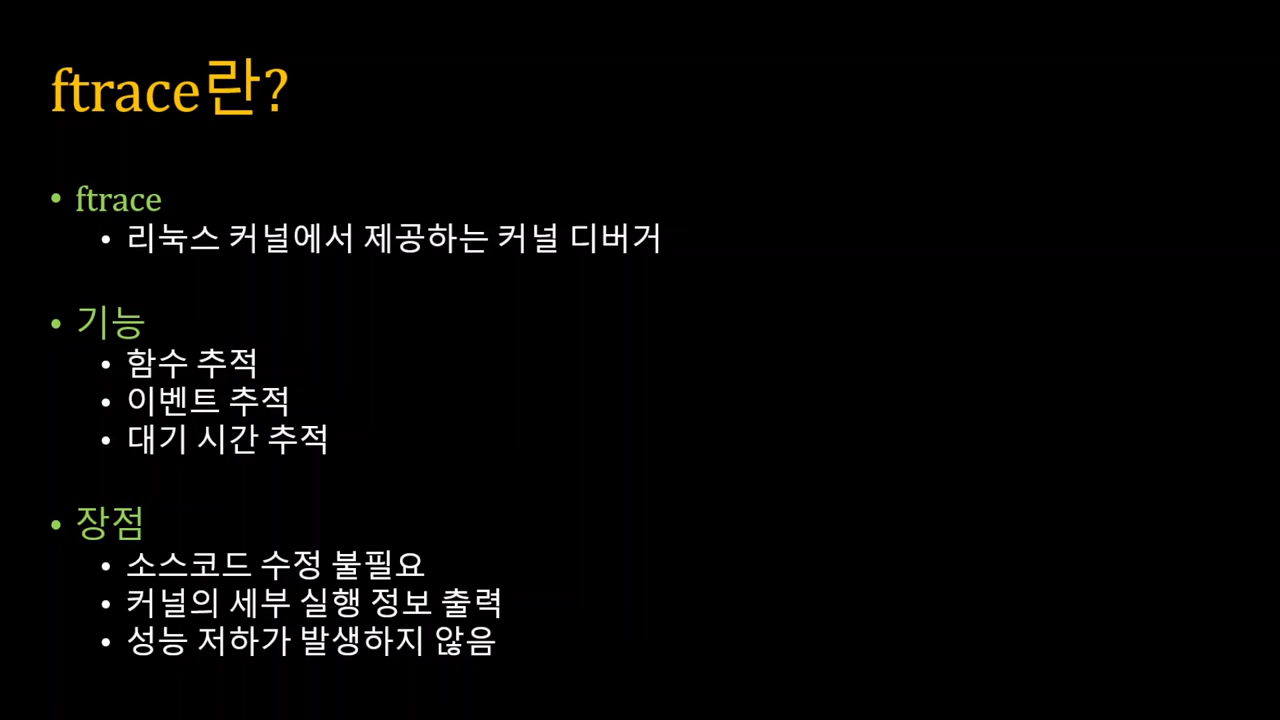 ftrace란?
• ftrace
• 리눅스 커널에서 제공하는 커널 디버거
• 기능
• 함수 추적
• 이벤트 추적
• 대기 시간 추적
• 장점
• 소스코드 수정 불필요
• 커널의 세부 실행 정보 출력
• 성능 저하가 발생하지 않음